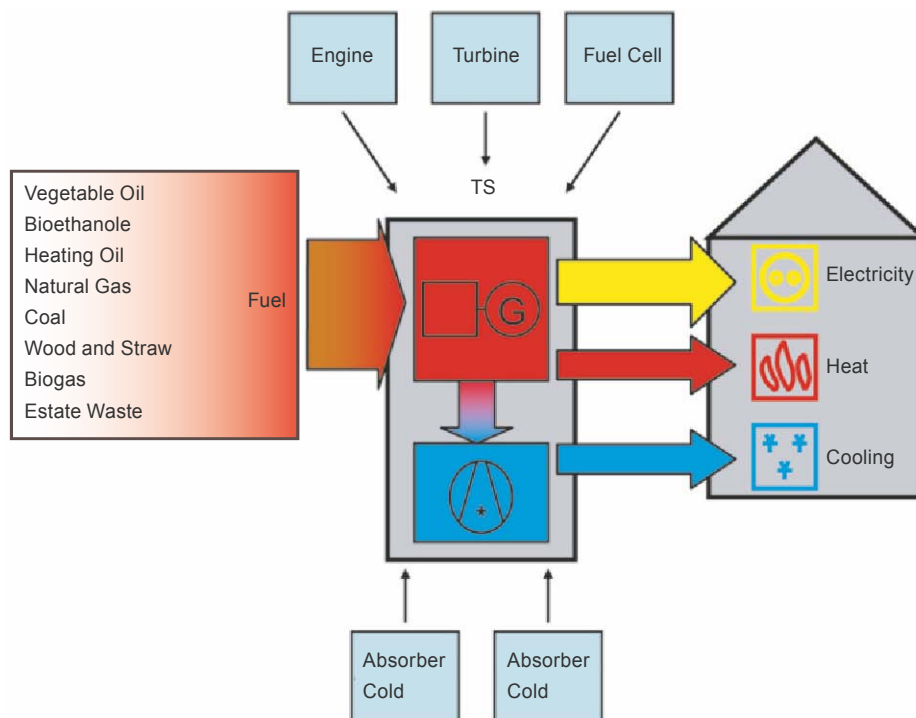 Engine
Turbine
Fuel Cell
TS
Vegetable Oil
Bioethanole
Heating Oil
Natural Gas
Coal
Wood and Straw
Biogas
Estate Waste
Fuel
G
Electricity
Heat
Cooling
*
Absorber
Cold
Absorber
Cold